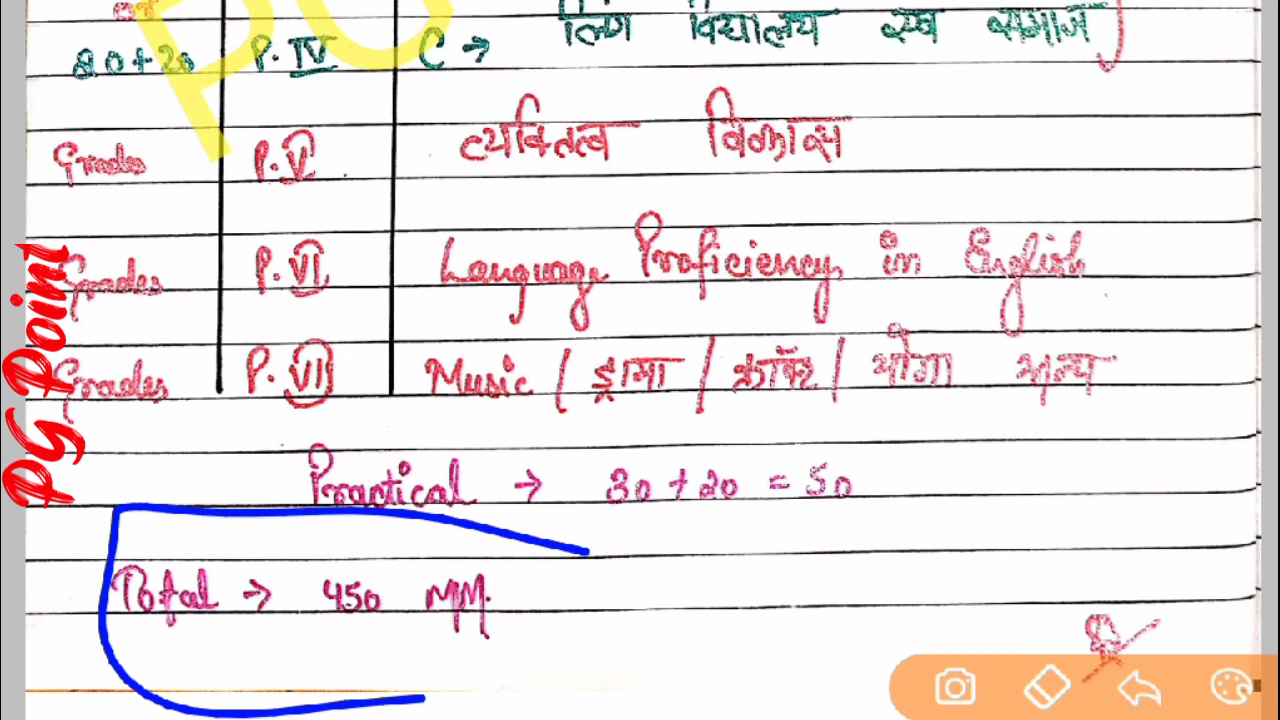 80+20 P. IV C → लिंग विद्यालय एवं समाज
Grades P. V व्यक्तित्व विकास
Grades P. VI Language Proficiency in English
Grades P. VII Music / ड्रामा / क्राफ्ट / योगा अन्य
Practical → 30 + 20 = 50
Total → 450 MM.
PG Point